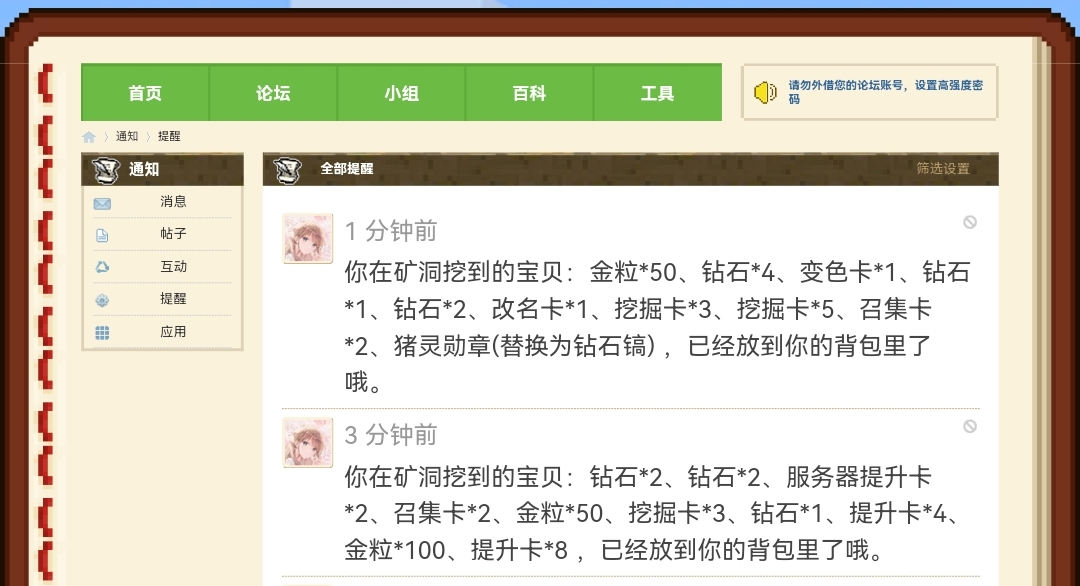 首页 论坛 小组 百科 工具
请勿外借您的论坛账号，设置高强度密
码
通知 提醒
通知
消息
帖子
互动
提醒
应用
全部提醒 筛选设置
1 分钟前
你在矿洞挖到的宝贝：金粒*50、钻石*4、变色卡*1、钻石
*1、钻石*2、改名卡*1、挖掘卡*3、挖掘卡*5、召集卡
*2、猪灵勋章(替换为钻石镐) ，已经放到你的背包里了
哦。
3 分钟前
你在矿洞挖到的宝贝：钻石*2、钻石*2、服务器提升卡
*2、召集卡*2、金粒*50、挖掘卡*3、钻石*1、提升卡*4、
金粒*100、提升卡*8 ，已经放到你的背包里了哦。